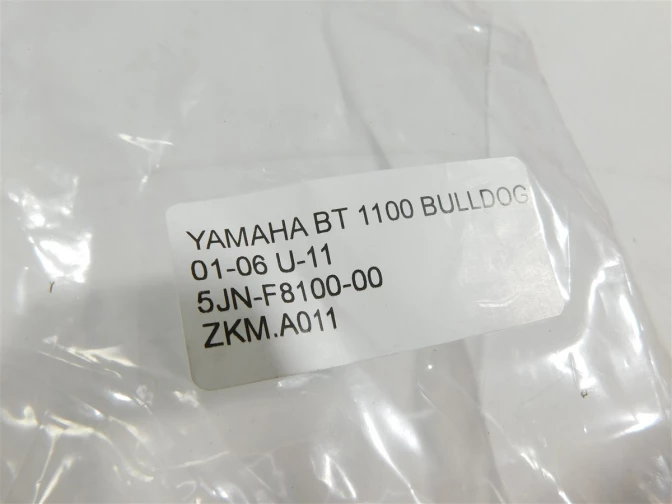 YAMAHA BT 1100 BULLDOG
01-06 U-11
5JN-F8100-00
ZKM.A011